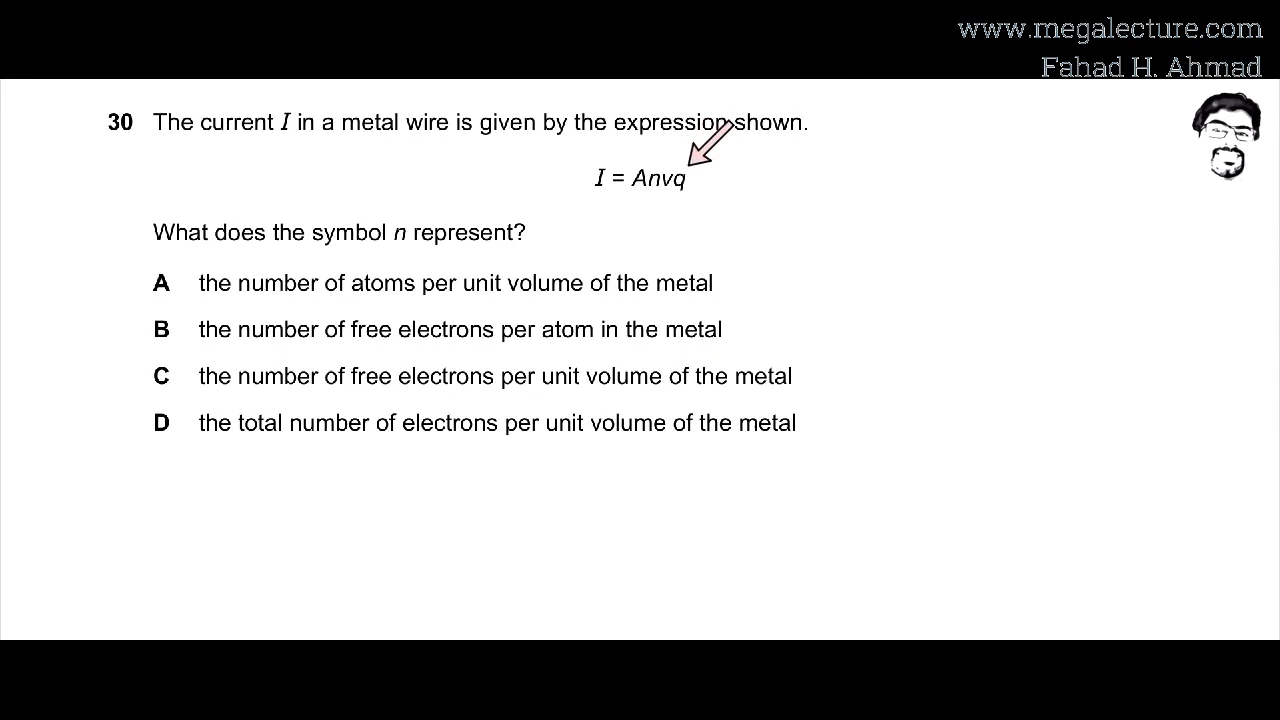 www.megalecture.com
Fahad H. Ahmad
30 The current I in a metal wire is given by the expression shown.
I = Anvq
What does the symbol n represent?
A the number of atoms per unit volume of the metal
B the number of free electrons per atom in the metal
C the number of free electrons per unit volume of the metal
D the total number of electrons per unit volume of the metal